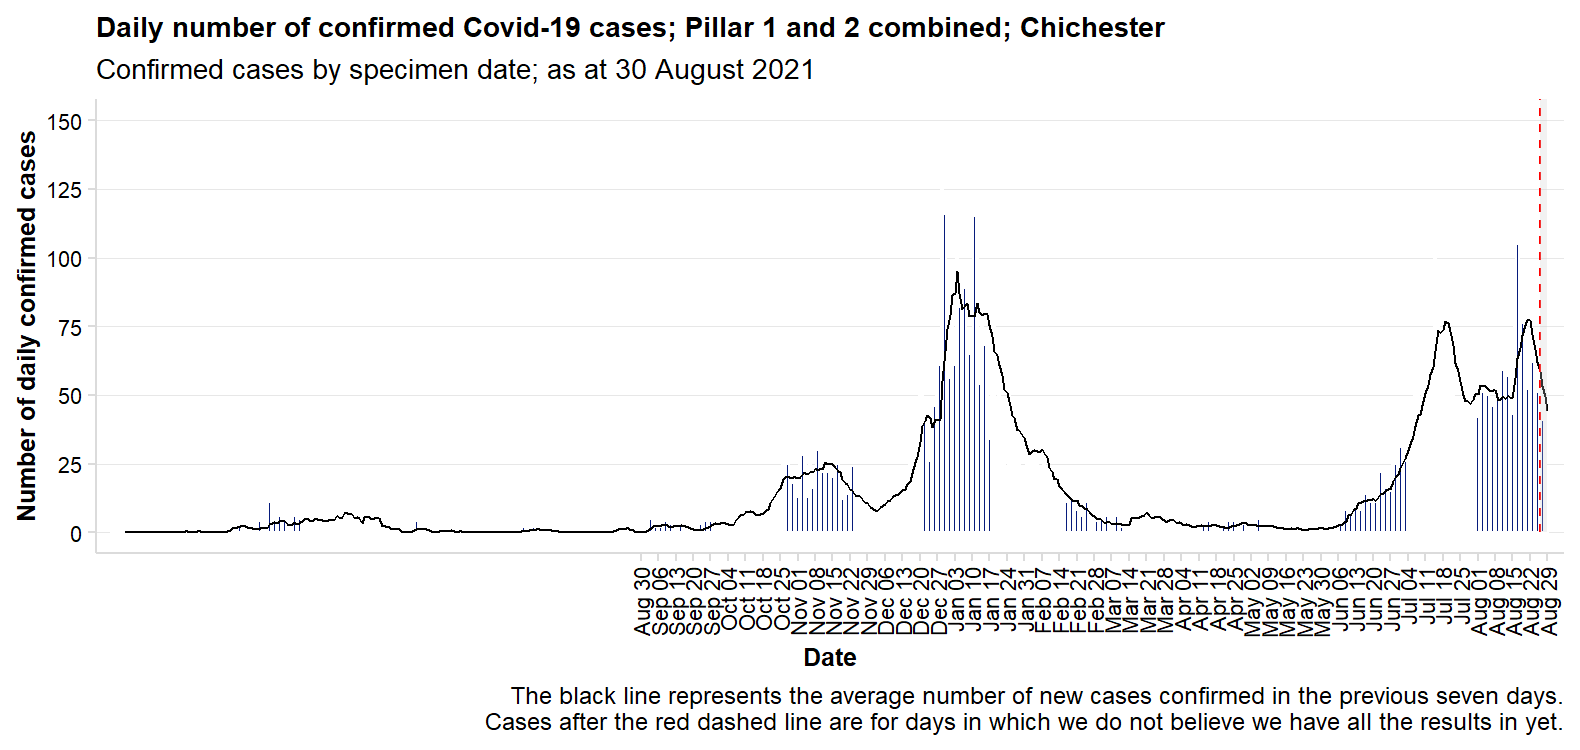 Daily number of confirmed Covid-19 cases; Pillar 1 and 2 combined; Chichester
Confirmed cases by specimen date; as at 30 August 2021
Number of daily confirmed cases
150
125
100
75
50
25
0
Aug 30
Sep 06
Sep 13
Sep 20
Sep 27
Oct 04
Oct 11
Oct 18
Oct 25
Nov 01
Nov 08
Nov 15
Nov 22
Nov 29
Dec 06
Dec 13
Dec 20
Dec 27
Jan 03
Jan 10
Jan 17
Jan 24
Jan 31
Feb 07
Feb 14
Feb 21
Feb 28
Mar 07
Mar 14
Mar 21
Mar 28
Apr 04
Apr 11
Apr 18
Apr 25
May 02
May 09
May 16
May 23
May 30
Jun 06
Jun 13
Jun 20
Jun 27
Jul 04
Jul 11
Jul 18
Jul 25
Aug 01
Aug 08
Aug 15
Aug 22
Aug 29
Date
The black line represents the average number of new cases confirmed in the previous seven days.
Cases after the red dashed line are for days in which we do not believe we have all the results in yet.